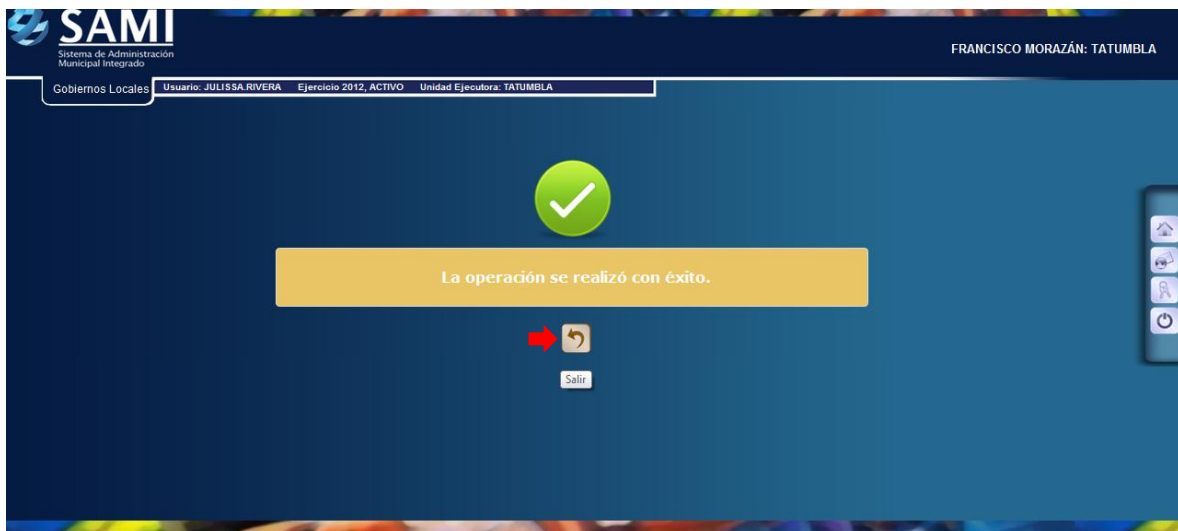 SAMI
Sistema de Administración
Municipal Integrado
FRANCISCO MORAZÁN: TATUMBLA
Gobiernos Locales
Usuario: JULISSA.RIVERA Ejercicio 2012, ACTIVO Unidad Ejecutora: TATUMBLA
La operación se realizó con éxito.
Salir